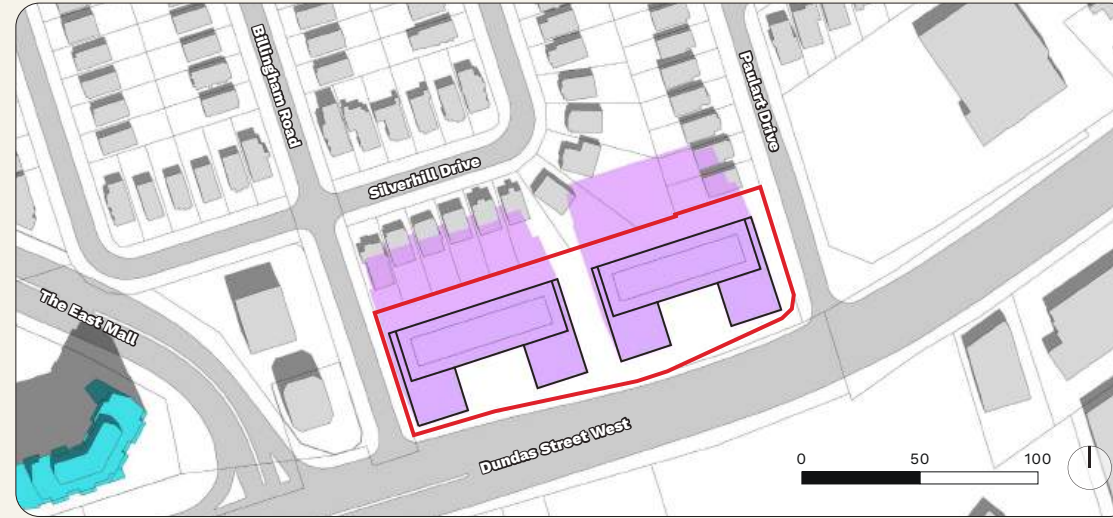 Billingham Road
Paulart Drive
Silverhill Drive
The East Mall
Dundas Street West
0 50 100